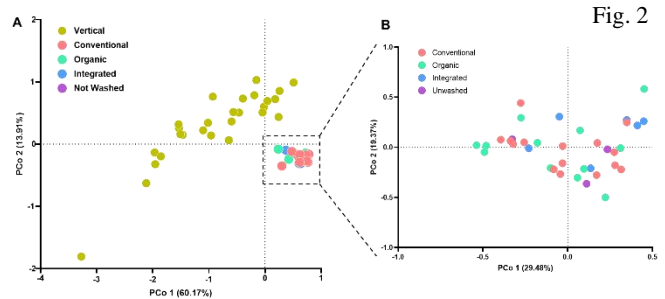 Fig. 2
A
Vertical
Conventional
Organic
Integrated
Not Washed
PCo 2 (13.91%)
2
1
0
-1
-2
-4
-3
-2
-1
0
1
PCo 1 (60.17%)
B
Conventional
Organic
Integrated
Unwashed
PCo 2 (19.37%)
1.0
0.5
0.0
-0.5
-1.0
-1.0
-0.5
0.0
0.5
PCo 1 (29.48%)